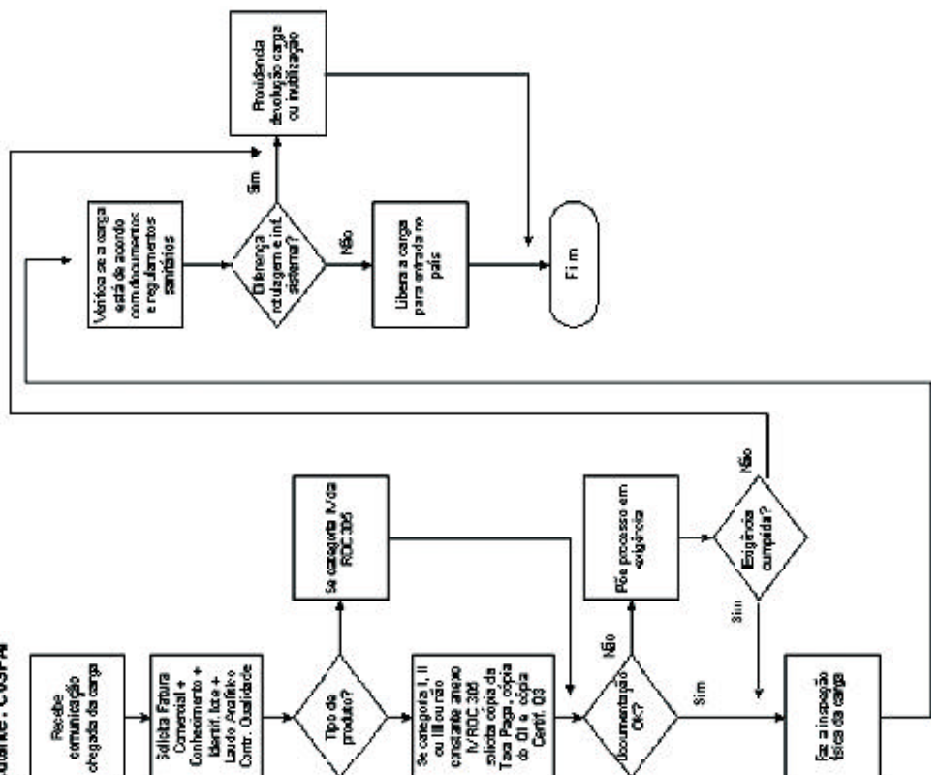 CVSPAF
Recebe
comunicação
chegada da carga
Solicita Fatura
Comercial +
Conhecimento +
Identif. lote +
Laudo Analítico
Contr. Qualidade
Tipo de
produto?
Se categoria IV da
RDC 305
Se categoria I, II
ou III ou não
constante anexo
IV RDC 305
solicita cópia da
Taxa Paga, cópia
do DI e cópia
Certif. 03
Documentação
OK?
Não
Sim
Põe processo em
exigência
Exigência
cumprida?
Não
Sim
Faz a inspeção
física da carga
Verifica se a carga
está de acordo
com documentos
e regulamentos
sanitários
Diferença
rotulagem e inf.
sistema?
Sim
Não
Providencia
devolução carga
ou inutilização
Libera a carga
para entrada no
país
Fim